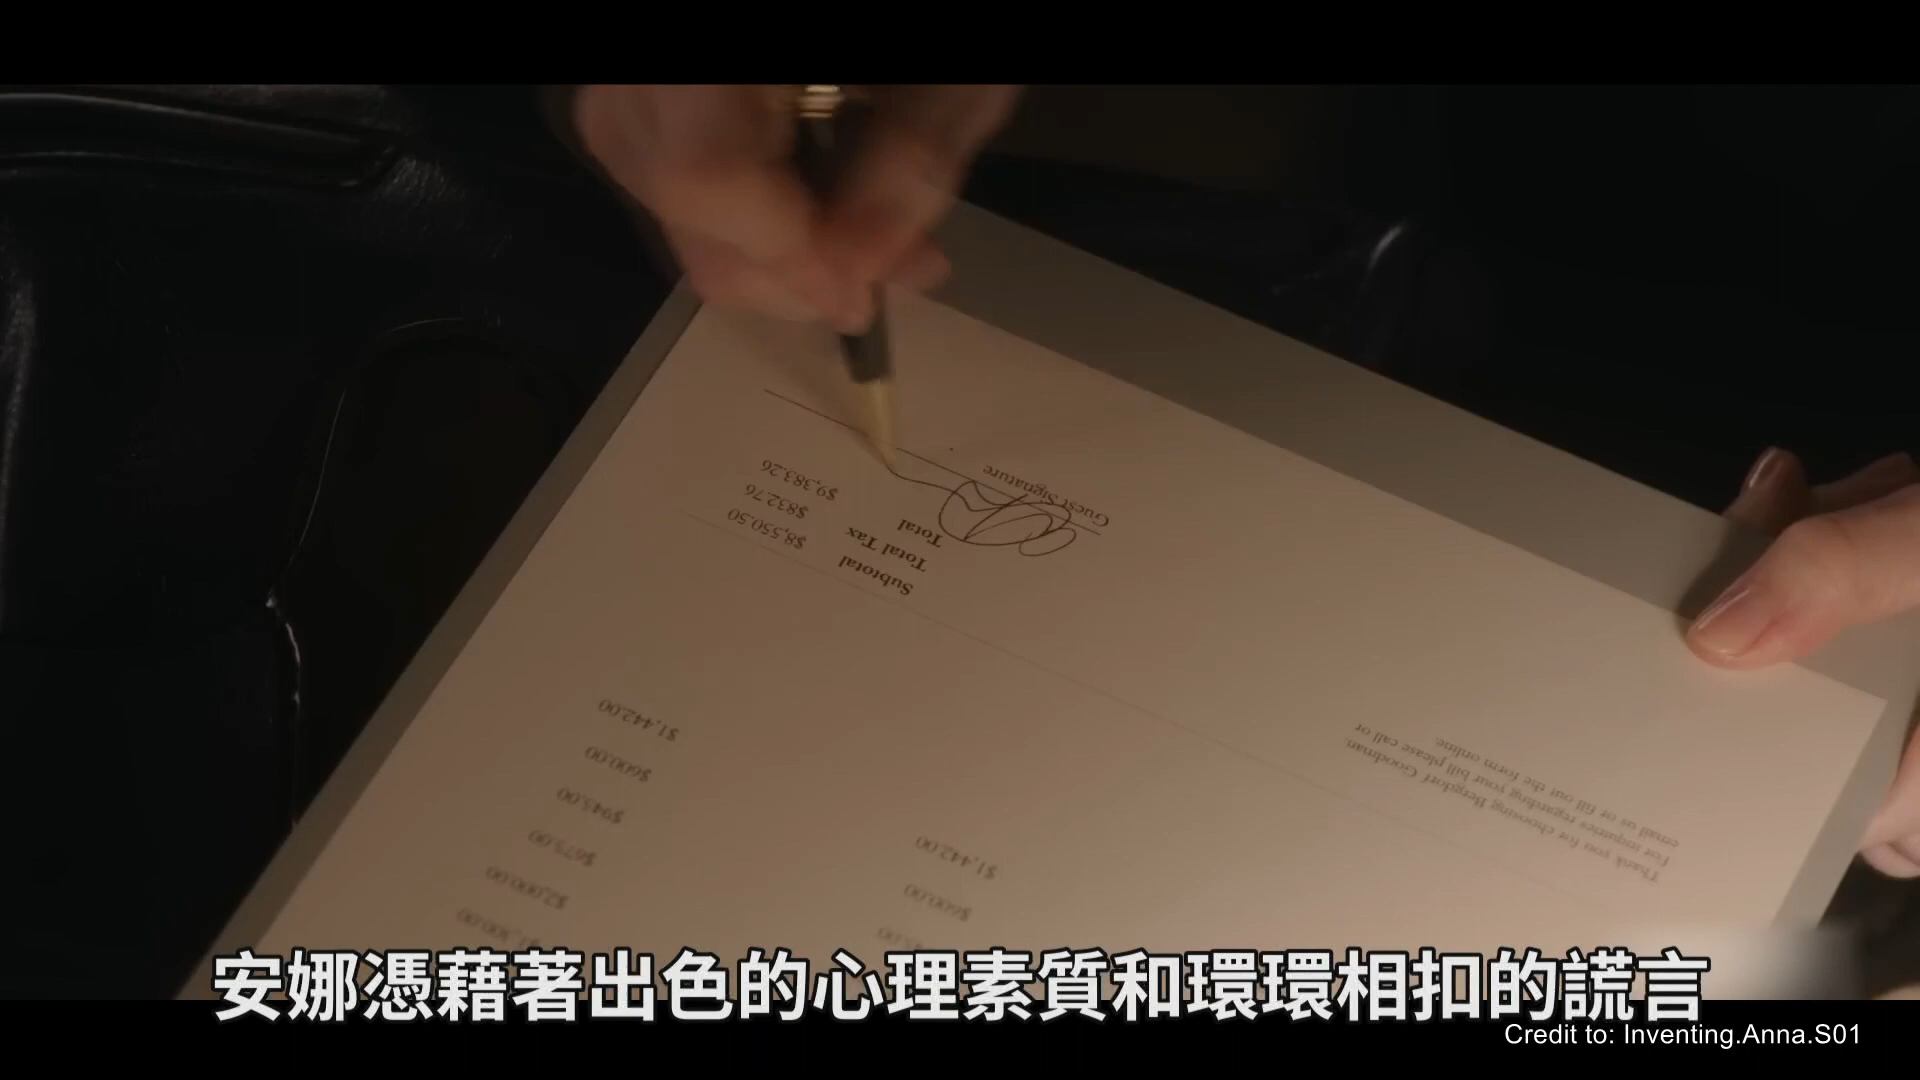 Thank you for choosing Bergdorf Goodman.
For inquiries regarding your bill please call or
email us or fill out the form online.
$1,442.00
$600.00
$1,300.00
$2,000.00
$675.00
$945.00
$600.00
$1,442.00
Subtotal $8,550.50
Total Tax $832.76
Total $9,383.26
Guest Signature
安娜憑藉著出色的心理素質和環環相扣的謊言
Credit to: Inventing.Anna.S01